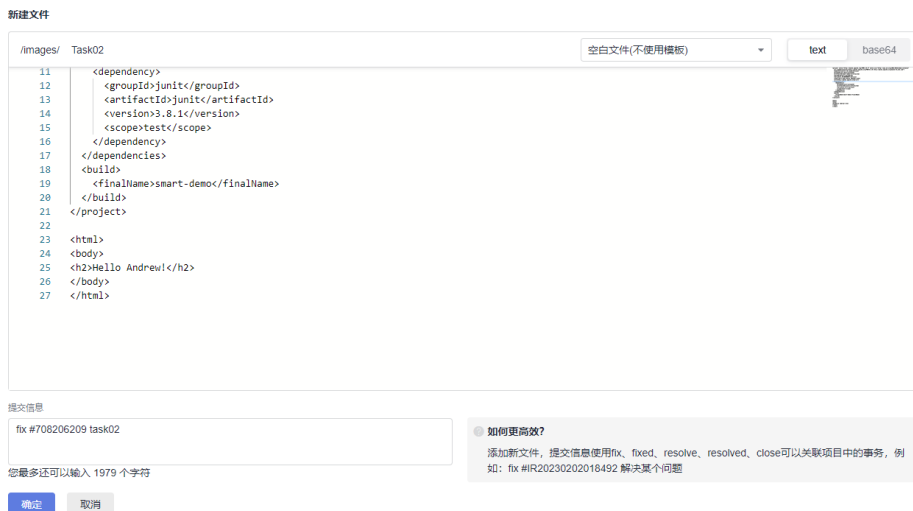 新建文件
/images/ Task02 空白文件(不使用模板) text base64
11 <dependency>
12 <groupId>junit</groupId>
13 <artifactId>junit</artifactId>
14 <version>3.8.1</version>
15 <scope>test</scope>
16 </dependency>
17 </dependencies>
18 <build>
19 <finalName>smart-demo</finalName>
20 </build>
21 </project>
22
23 <html>
24 <body>
25 <h2>Hello Andrew!</h2>
26 </body>
27 </html>
提交信息
fix #708206209 task02
您最多还可以输入 1979 个字符
如何更高效?
添加新文件，提交信息使用fix、fixed、resolve、resolved、close可以关联项目中的事务，例
如：fix #IR20230202018492 解决某个问题
确定 取消